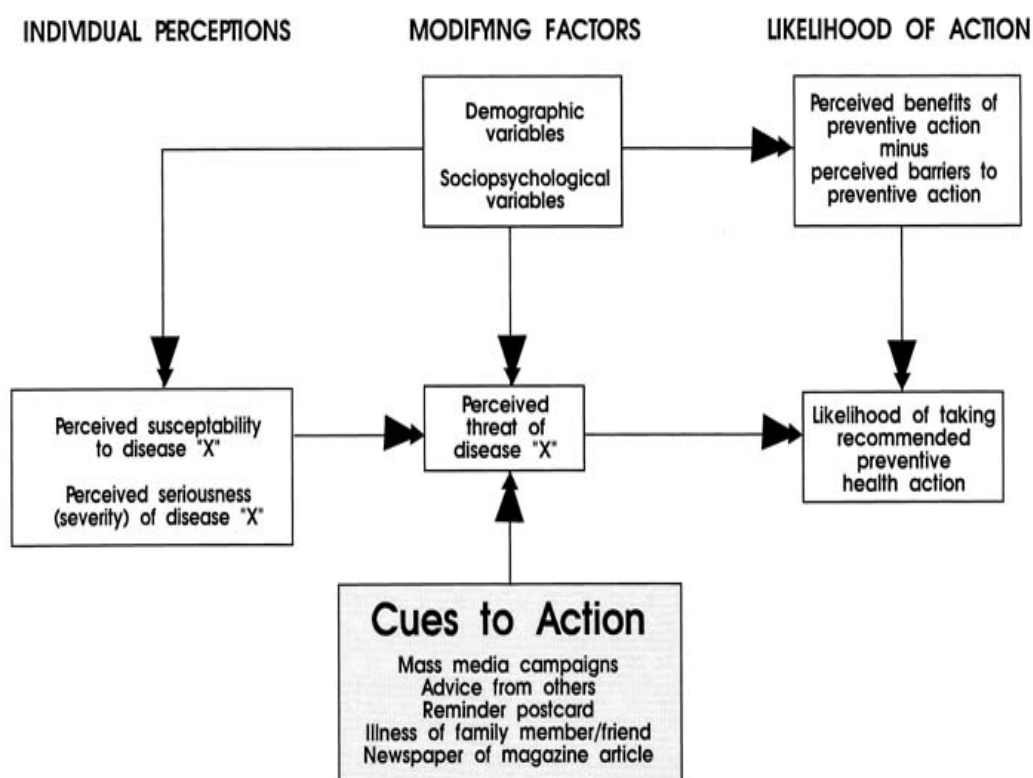 INDIVIDUAL PERCEPTIONS
MODIFYING FACTORS
LIKELIHOOD OF ACTION
Demographic
variables
Sociopsychological
variables
Perceived benefits of
preventive action
minus
perceived barriers to
preventive action
Perceived susceptability
to disease "X"
Perceived seriousness
(severity) of disease "X"
Perceived
threat of
disease "X"
Likelihood of taking
recommended
preventive
health action
Cues to Action
Mass media campaigns
Advice from others
Reminder postcard
Illness of family member/friend
Newspaper of magazine article